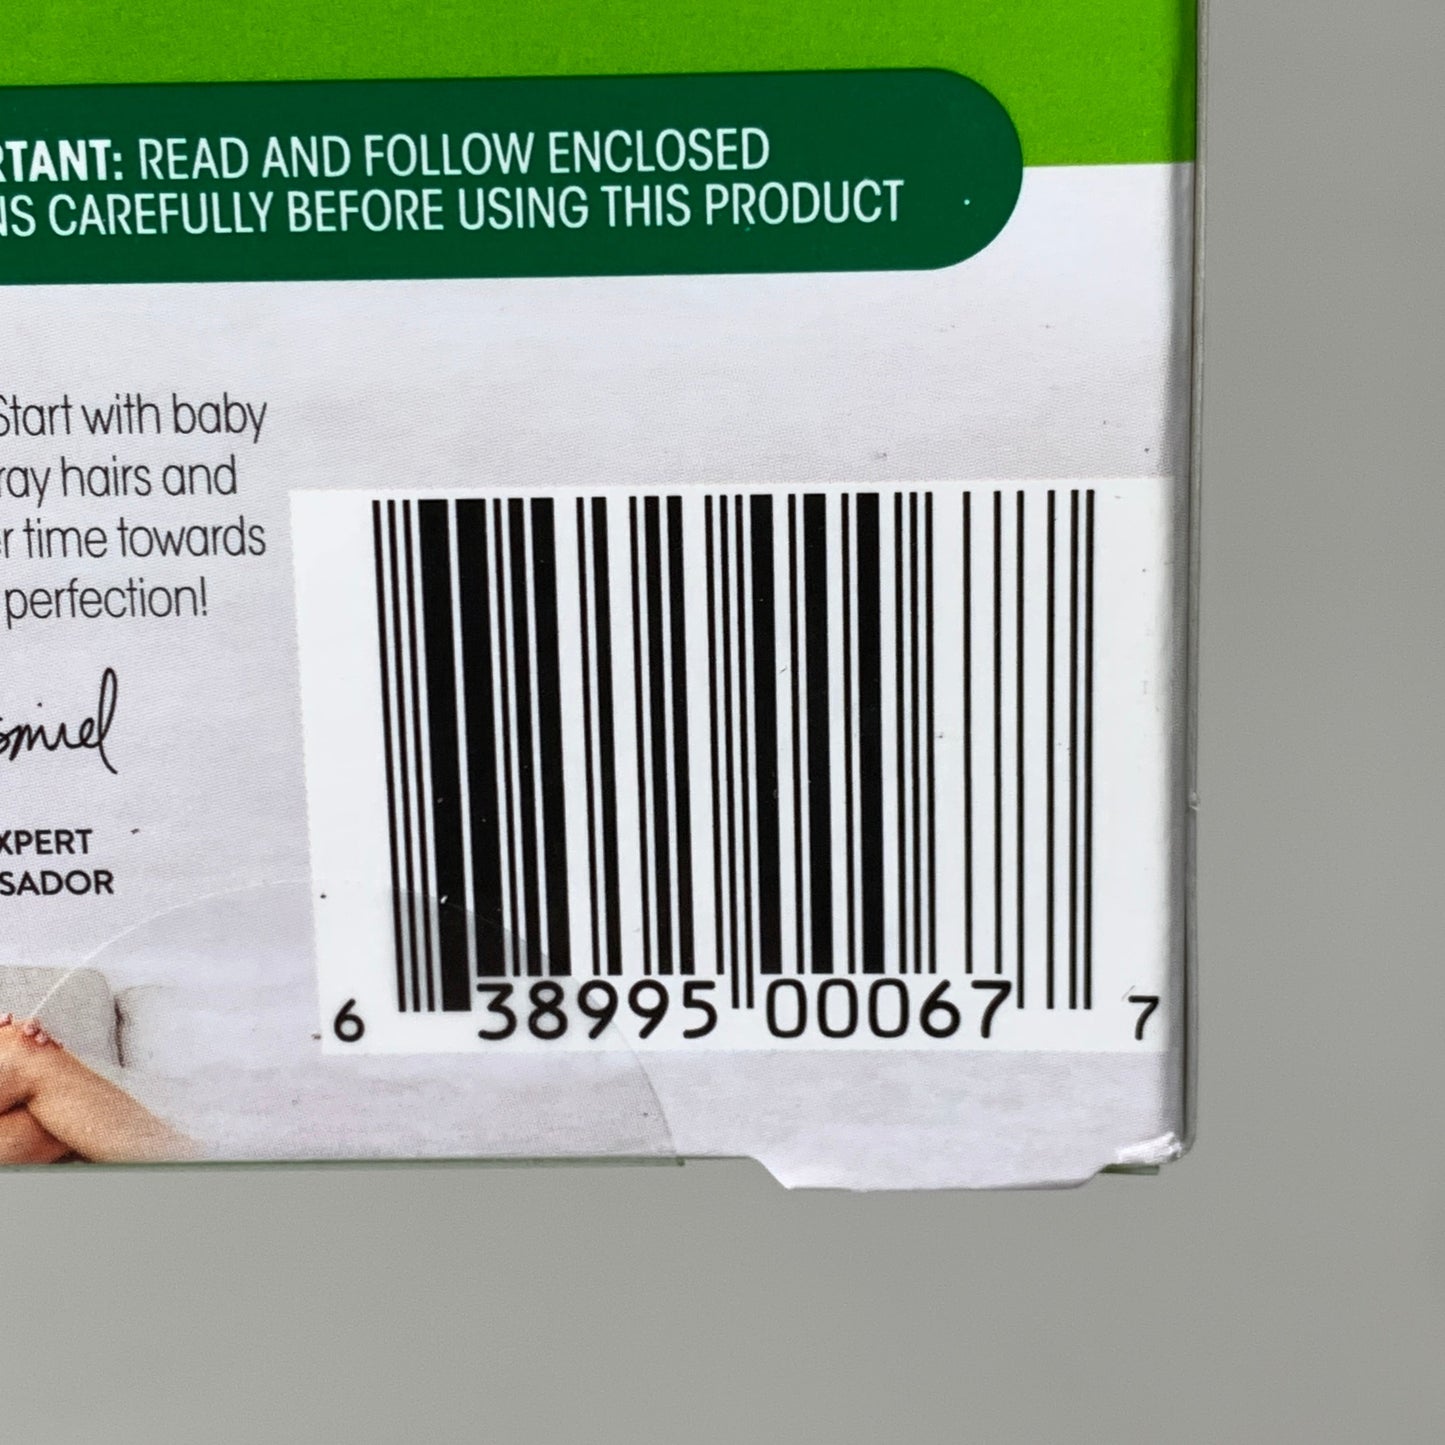 RTANT: READ AND FOLLOW ENCLOSED
NS CAREFULLY BEFORE USING THIS PRODUCT
Start with baby
ray hairs and
r time towards
perfection!
XPERT
SADOR
6 38995 00067 7